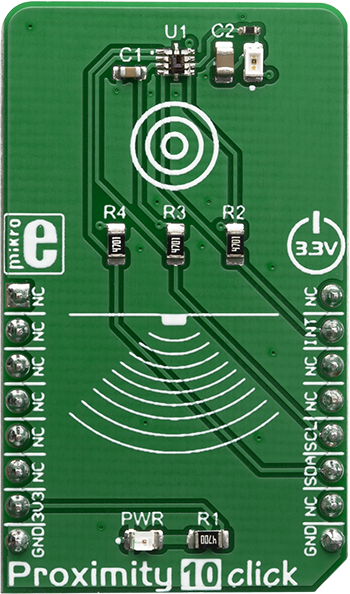 U1
C1
C2
R4
R3
R2
mikro
e
3.3V
NC
NC
NC
INT
NC
NC
NC
NC
NC
SCL
NC
SDA
3V3
NC
GND
GND
PWR
R1
Proximity 10 click